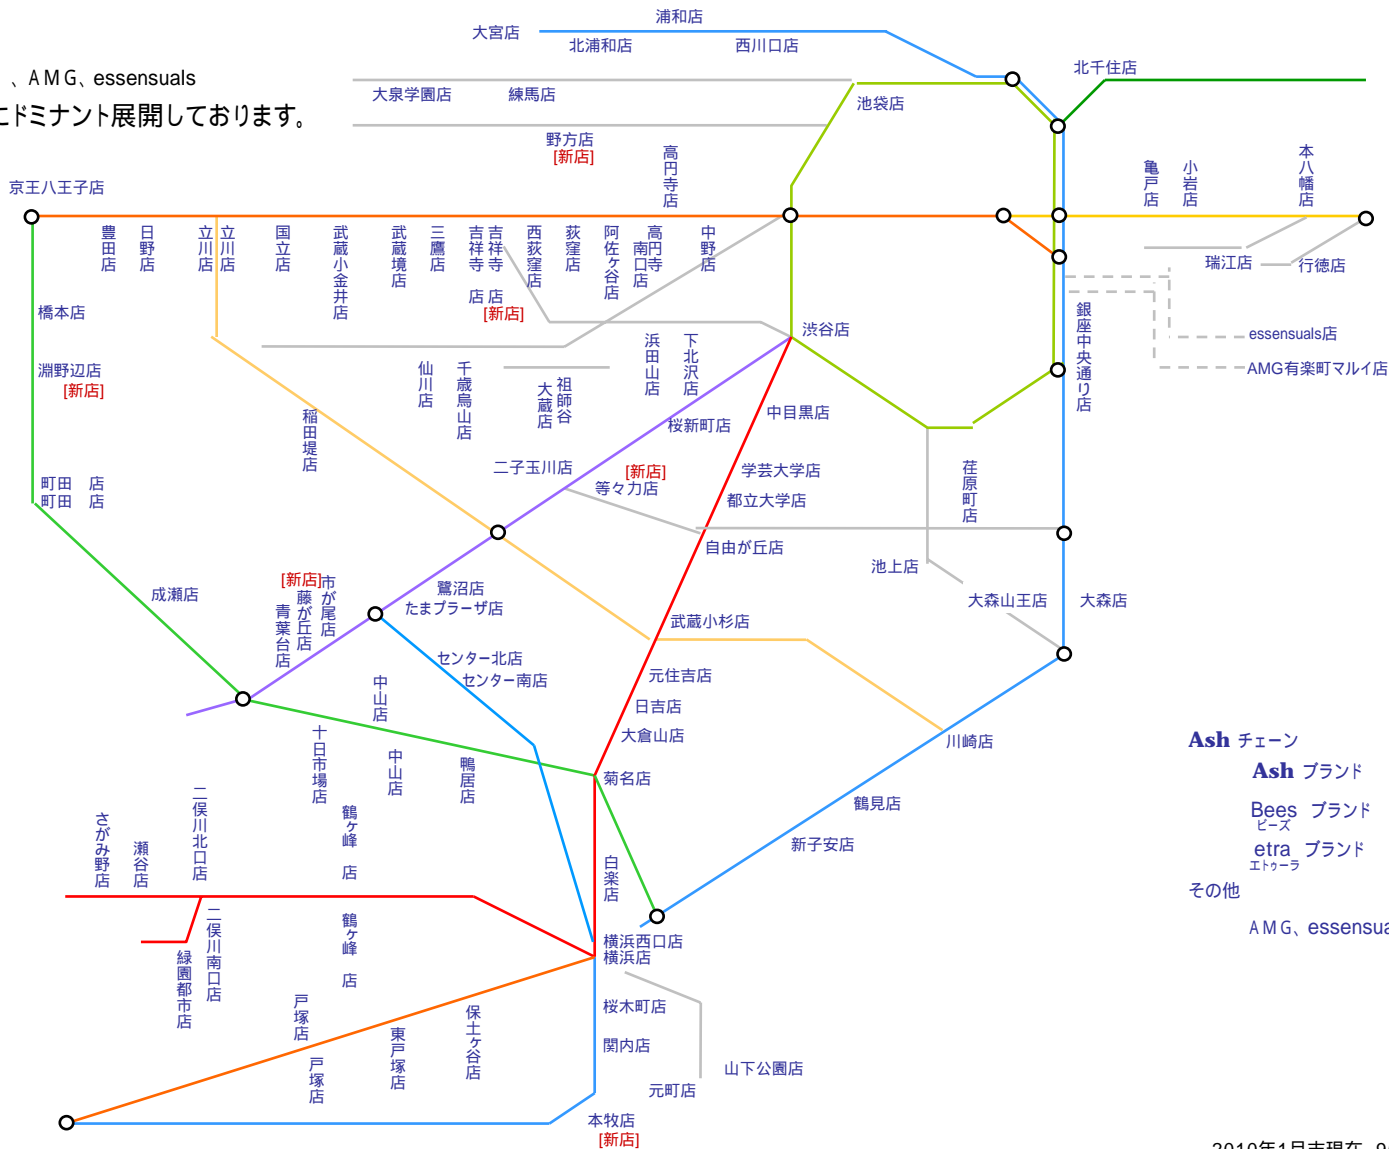 浦和店
大宮店
北浦和店
西川口店
、AMG、essensuals
北千住店
大泉学園店
練馬店
池袋店
にドミナント展開しております。
野方店
[新店]
高円寺店
亀戸店
小岩店
本八幡店
京王八王子店
豊田店
日野店
立川店
立川店
国立店
武蔵小金井店
武蔵境店
三鷹店
吉祥寺 店
吉祥寺 店
[新店]
西荻窪店
荻窪店
阿佐ヶ谷店
高円寺
南口店
中野店
瑞江店
行徳店
橋本店
銀座中央通り店
渋谷店
essensuals店
AMG有楽町マルイ店
淵野辺店
[新店]
仙川店
千歳烏山店
祖師谷
大蔵店
浜田山店
下北沢店
中目黒店
稲田堤店
桜新町店
二子玉川店
[新店]
等々力店
学芸大学店
都立大学店
荏原町店
町田 店
町田 店
自由が丘店
池上店
成瀬店
[新店]
市が尾店
藤が丘店
青葉台店
鷺沼店
たまプラーザ店
大森山王店
大森店
武蔵小杉店
センター北店
センター南店
元住吉店
中山店
日吉店
大倉山店
川崎店
十日市場店
中山店
鴨居店
菊名店
鶴見店
新子安店
Ash チェーン
Ash ブランド
Bees ブランド
ビーズ
etra ブランド
エトゥーラ
その他
AMG、essensua
さがみ野店
瀬谷店
二俣川北口店
鶴ヶ峰 店
白楽店
二俣川南口店
緑園都市店
鶴ヶ峰 店
横浜西口店
横浜店
戸塚店
戸塚店
東戸塚店
保土ヶ谷店
桜木町店
関内店
山下公園店
元町店
本牧店
[新店]